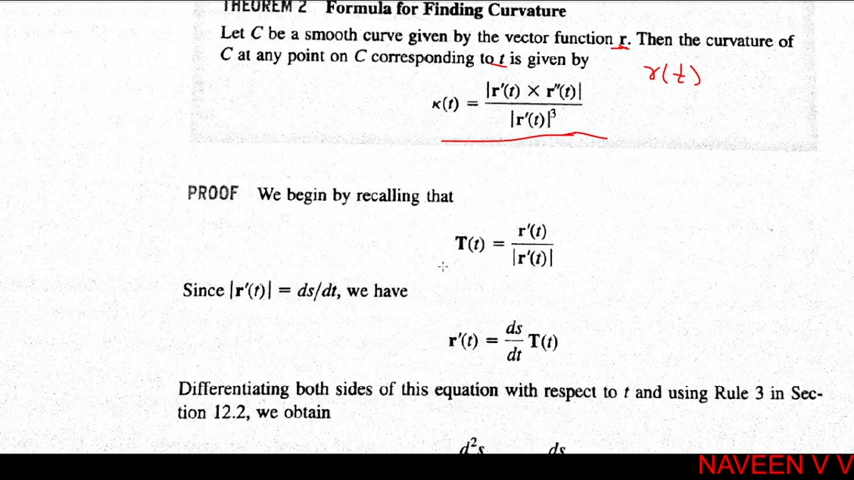 THEOREM 2 Formula for Finding Curvature
Let C be a smooth curve given by the vector function r. Then the curvature of
C at any point on C corresponding to t is given by
r(t)
κ(t) = |r′(t) × r″(t)| / |r′(t)|³
PROOF We begin by recalling that
T(t) = r′(t) / |r′(t)|
Since |r′(t)| = ds/dt, we have
r′(t) = ds/dt T(t)
Differentiating both sides of this equation with respect to t and using Rule 3 in Sec-
tion 12.2, we obtain
d²s ds
NAVEEN V V